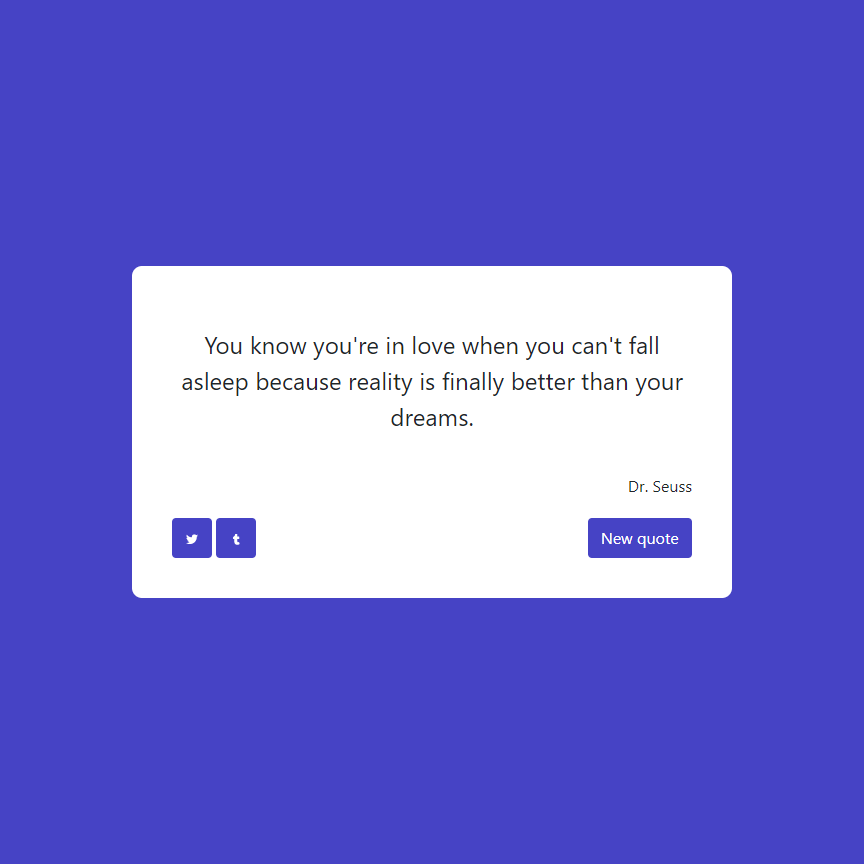 You know you're in love when you can't fall
asleep because reality is finally better than your
dreams.
Dr. Seuss
New quote